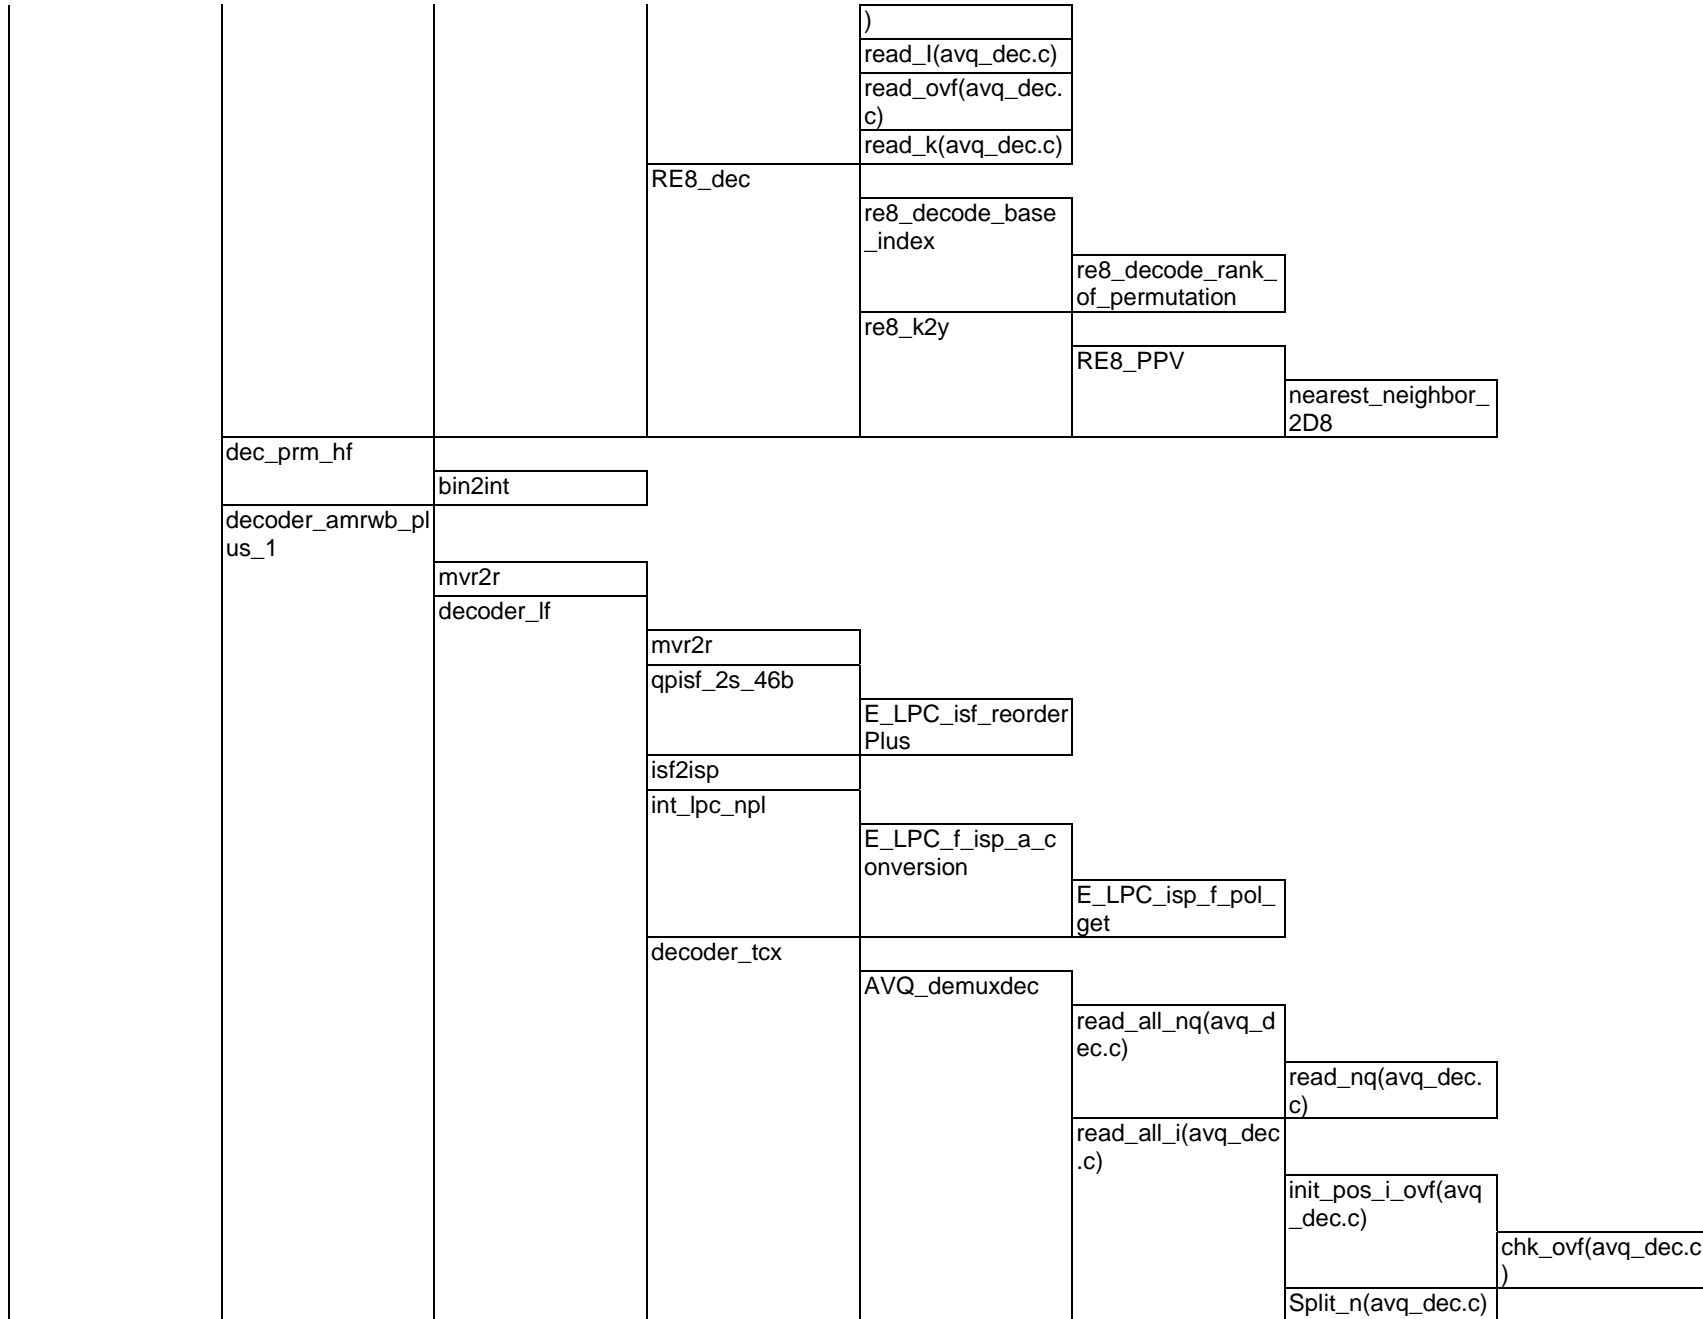 )
read_I(avq_dec.c)
read_ovf(avq_dec.
c)
read_k(avq_dec.c)
RE8_dec
re8_decode_base
_index
re8_decode_rank_
of_permutation
re8_k2y
RE8_PPV
nearest_neighbor_
2D8
dec_prm_hf
bin2int
decoder_amrwb_pl
us_1
mvr2r
decoder_lf
mvr2r
qpisf_2s_46b
E_LPC_isf_reorder
Plus
isf2isp
int_lpc_npl
E_LPC_f_isp_a_c
onversion
E_LPC_isp_f_pol_
get
decoder_tcx
AVQ_demuxdec
read_all_nq(avq_d
ec.c)
read_nq(avq_dec.
c)
read_all_i(avq_dec
.c)
init_pos_i_ovf(avq
_dec.c)
chk_ovf(avq_dec.c
)
Split_n(avq_dec.c)